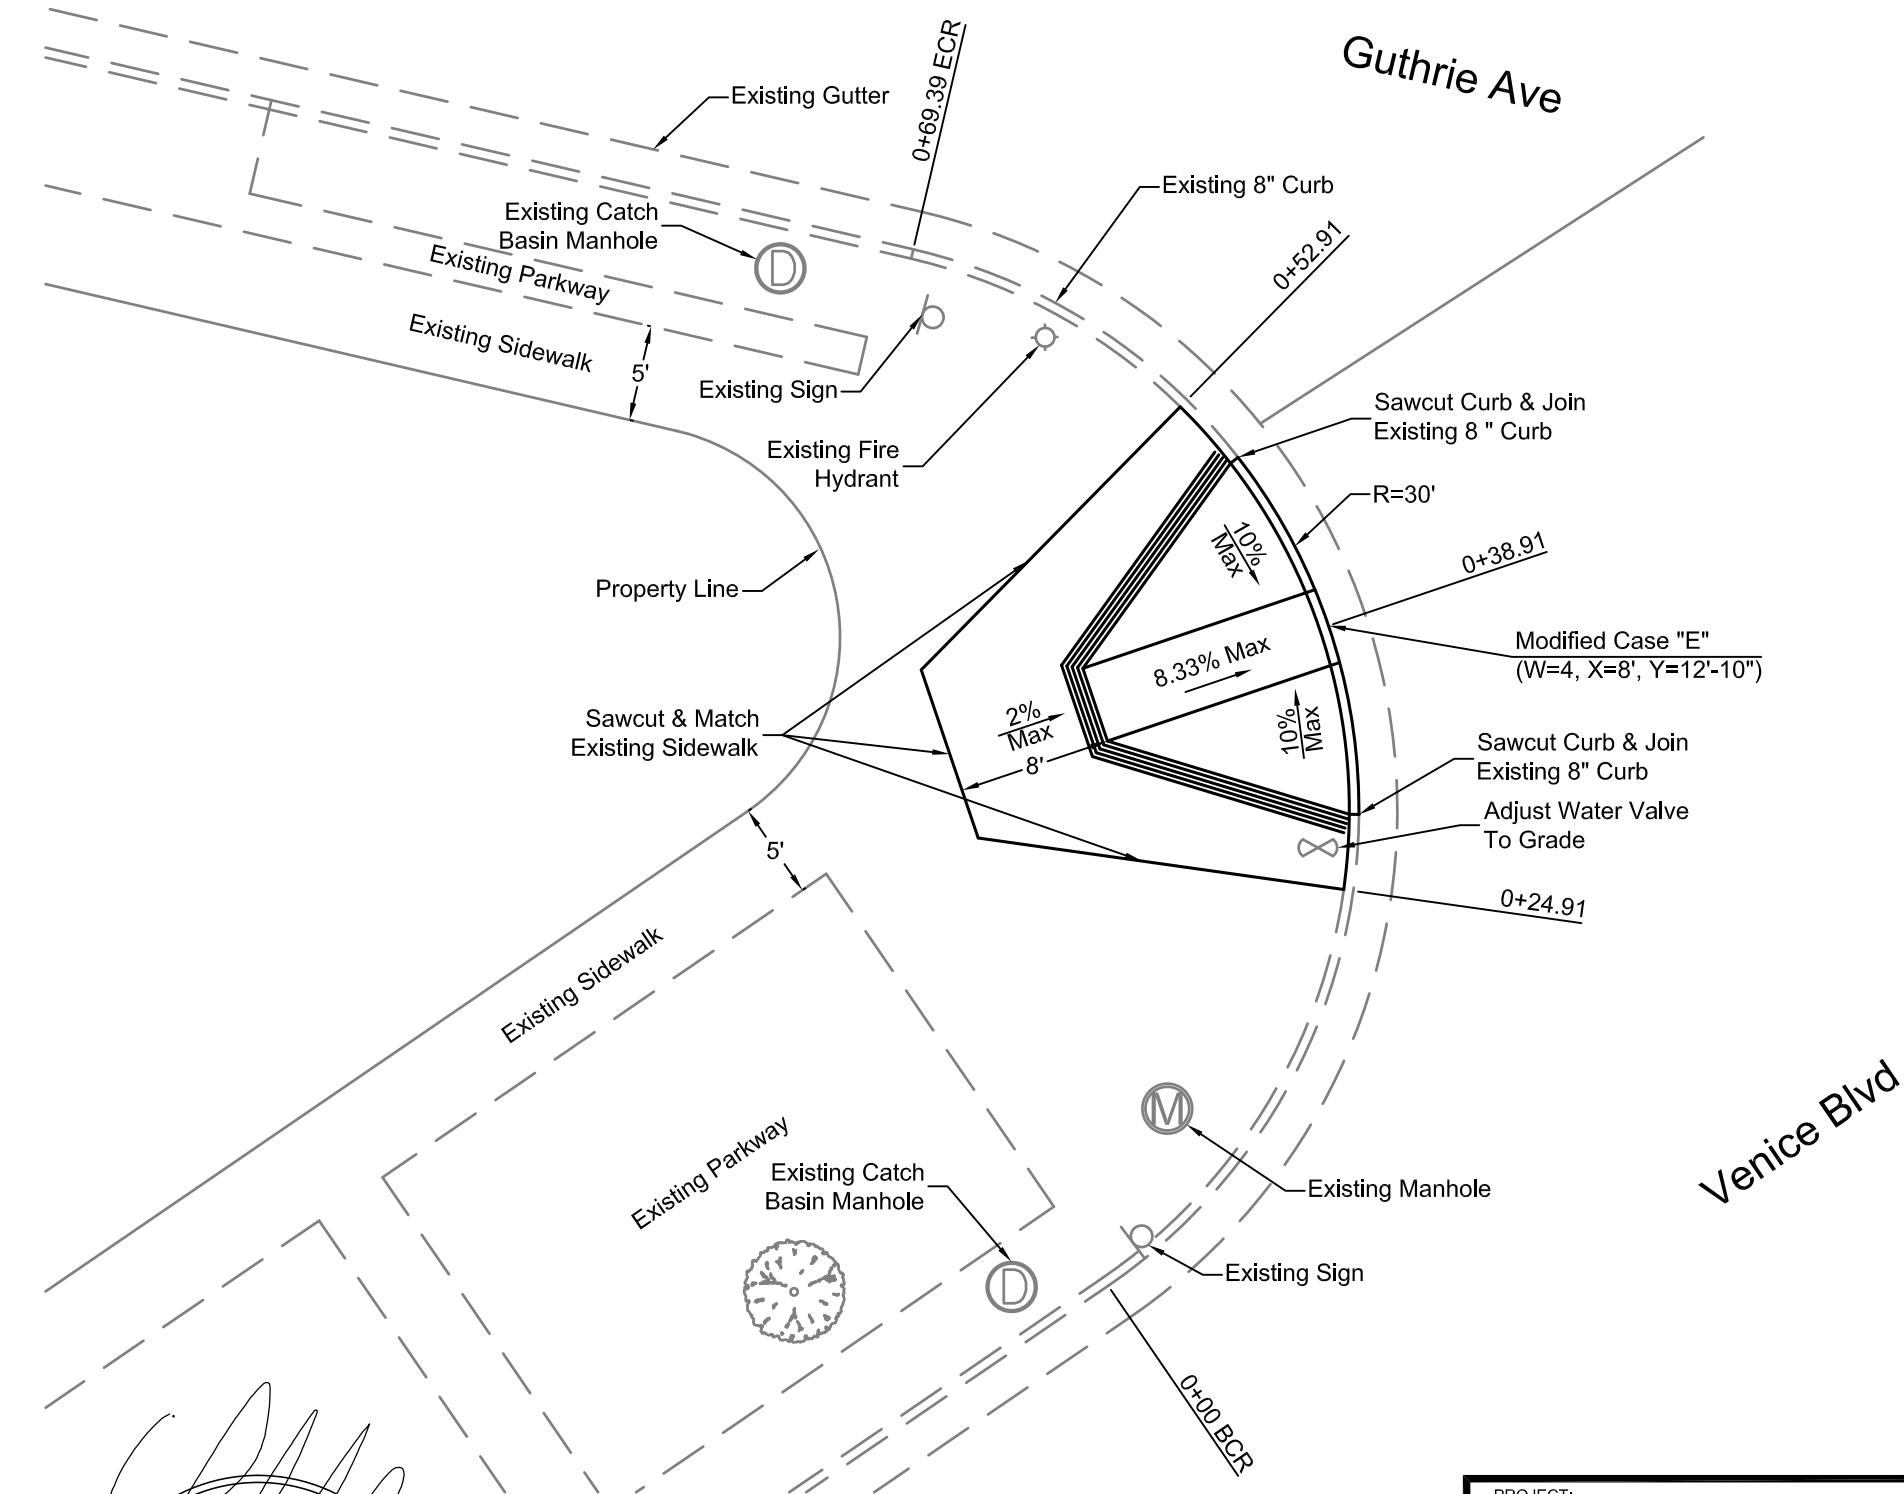 Guthrie Ave
0+69.39 ECR
Existing Gutter
Existing 8" Curb
Existing Catch
Basin Manhole
0+52.91
Existing Parkway
Existing Sidewalk
5'
Existing Sign
Sawcut Curb & Join
Existing 8 " Curb
Existing Fire
Hydrant
R=30'
10%
Max
0+38.91
Property Line
Modified Case "E"
(W=4, X=8', Y=12'-10")
8.33% Max
2%
Max
8'
10%
Max
Sawcut & Match
Existing Sidewalk
Sawcut Curb & Join
Existing 8" Curb
Adjust Water Valve
To Grade
5'
0+24.91
Existing Sidewalk
Venice Blvd
Existing Parkway
Existing Catch
Basin Manhole
Existing Manhole
Existing Sign
0+00 BCR
D
M
D
PROJECT: